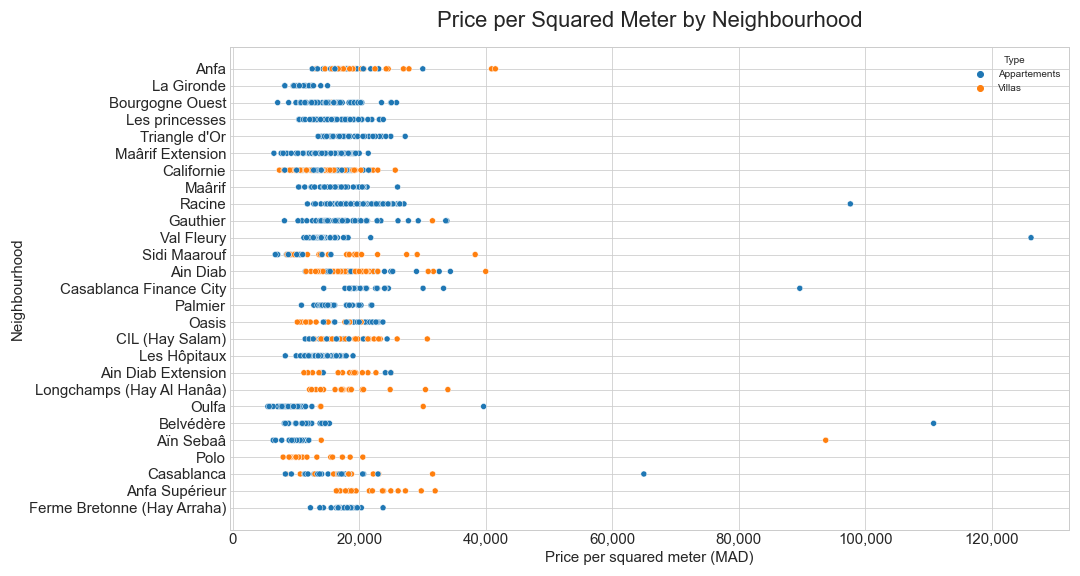 Price per Squared Meter by Neighbourhood
Type
Appartements
Villas
Neighbourhood
Anfa
La Gironde
Bourgogne Ouest
Les princesses
Triangle d'Or
Maârif Extension
Californie
Maârif
Racine
Gauthier
Val Fleury
Sidi Maarouf
Ain Diab
Casablanca Finance City
Palmier
Oasis
CIL (Hay Salam)
Les Hôpitaux
Ain Diab Extension
Longchamps (Hay Al Hanâa)
Oulfa
Belvédère
Aïn Sebaâ
Polo
Casablanca
Anfa Supérieur
Ferme Bretonne (Hay Arraha)
0 20,000 40,000 60,000 80,000 100,000 120,000
Price per squared meter (MAD)